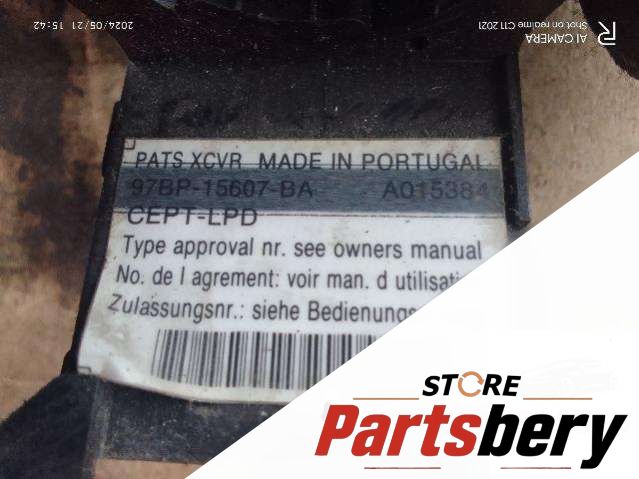 2024/05/21 15:42
Shot on realme C11 2021
AI CAMERA
R
PATS XCVR MADE IN PORTUGAL
97BP-15607-BA A015384
CEPT-LPD
Type approval nr. see owners manual
No. de l agrement: voir man. d utilisati
Zulassungsnr.: siehe Bedienungs
STORE
Partsbery